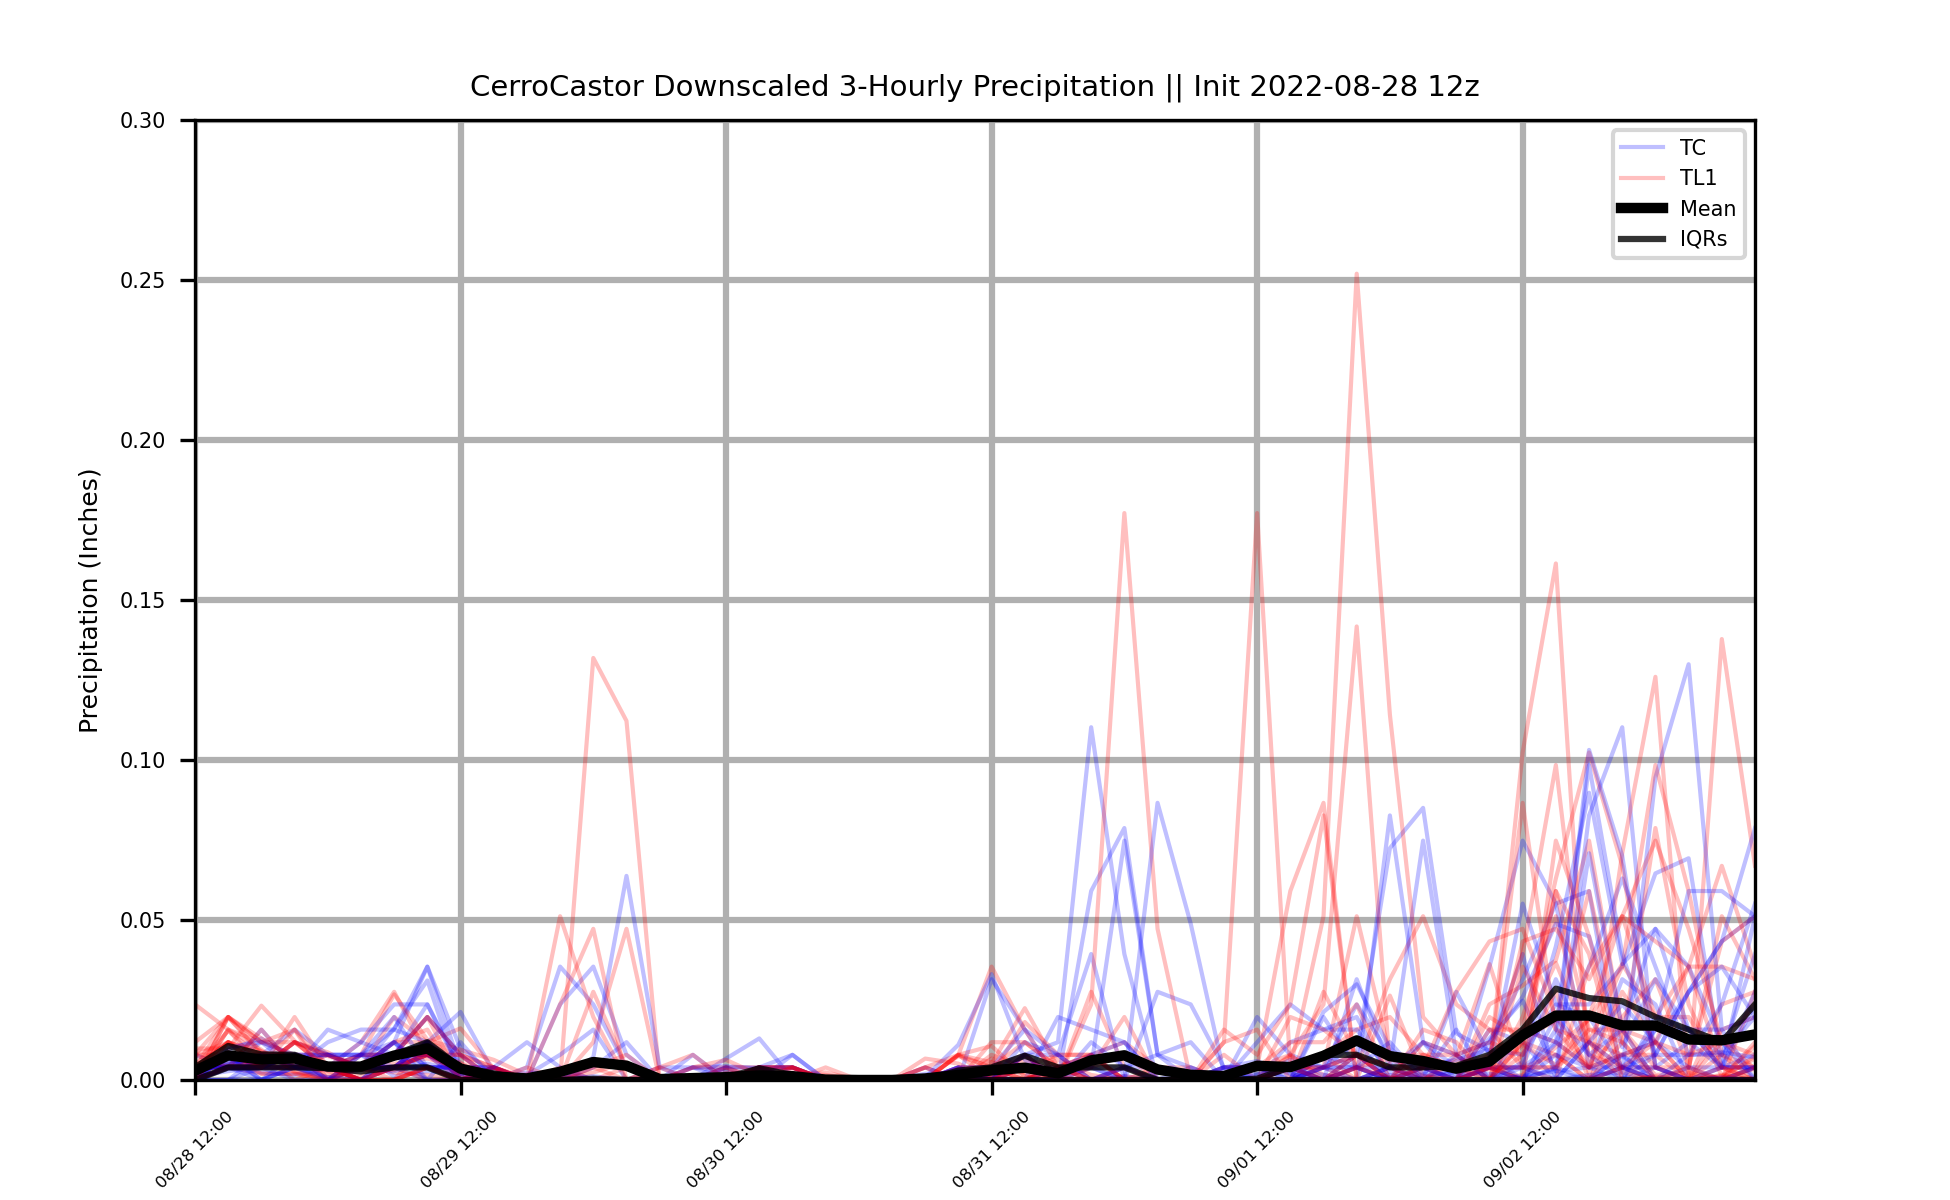 CerroCastor Downscaled 3-Hourly Precipitation || Init 2022-08-28 12z
0.30
0.25
0.20
0.15
0.10
0.05
0.00
Precipitation (Inches)
TC
TL1
Mean
IQRs
08/28 12:00
08/29 12:00
08/30 12:00
08/31 12:00
09/01 12:00
09/02 12:00